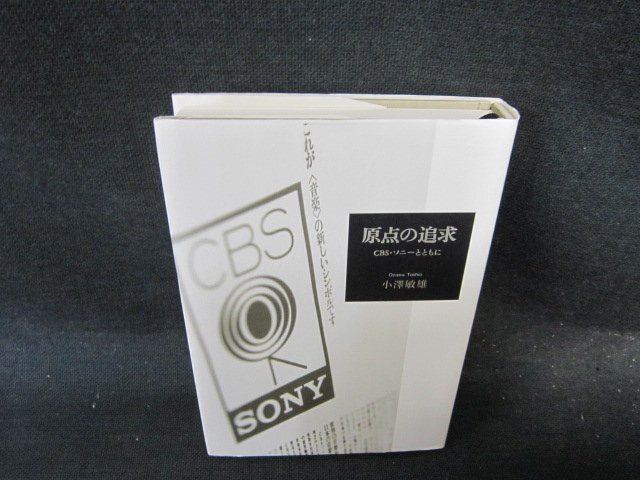 これが〈音楽〉の新しいシンボルです
CBS
SONY
原点の追求
CBS・ソニーとともに
Ozawa Toshio
小澤敏雄